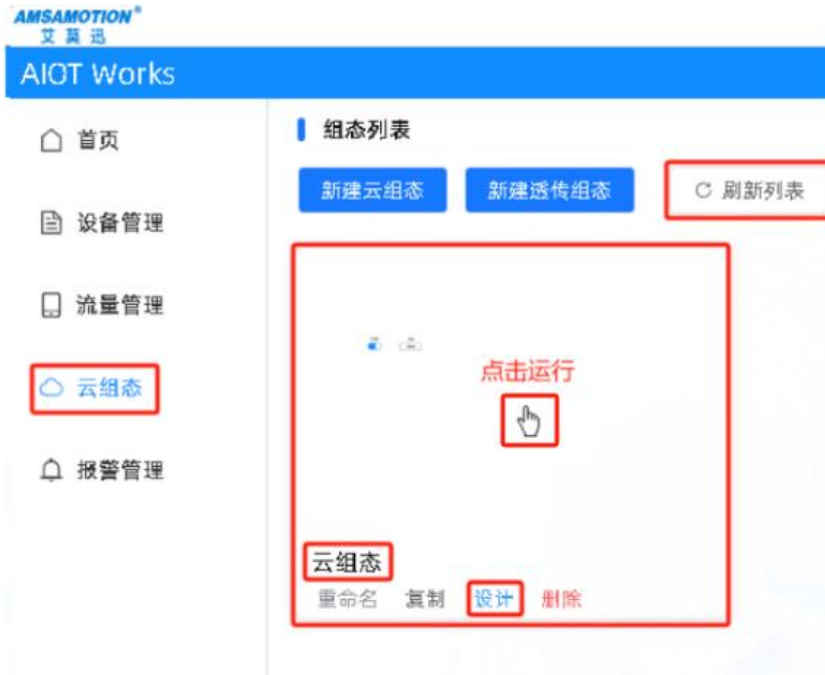 AMSAMOTION®
艾莫迅
AIOT Works
首页
设备管理
流量管理
云组态
报警管理
组态列表
新建云组态 新建透传组态 刷新列表
点击运行
云组态
重命名 复制 设计 删除